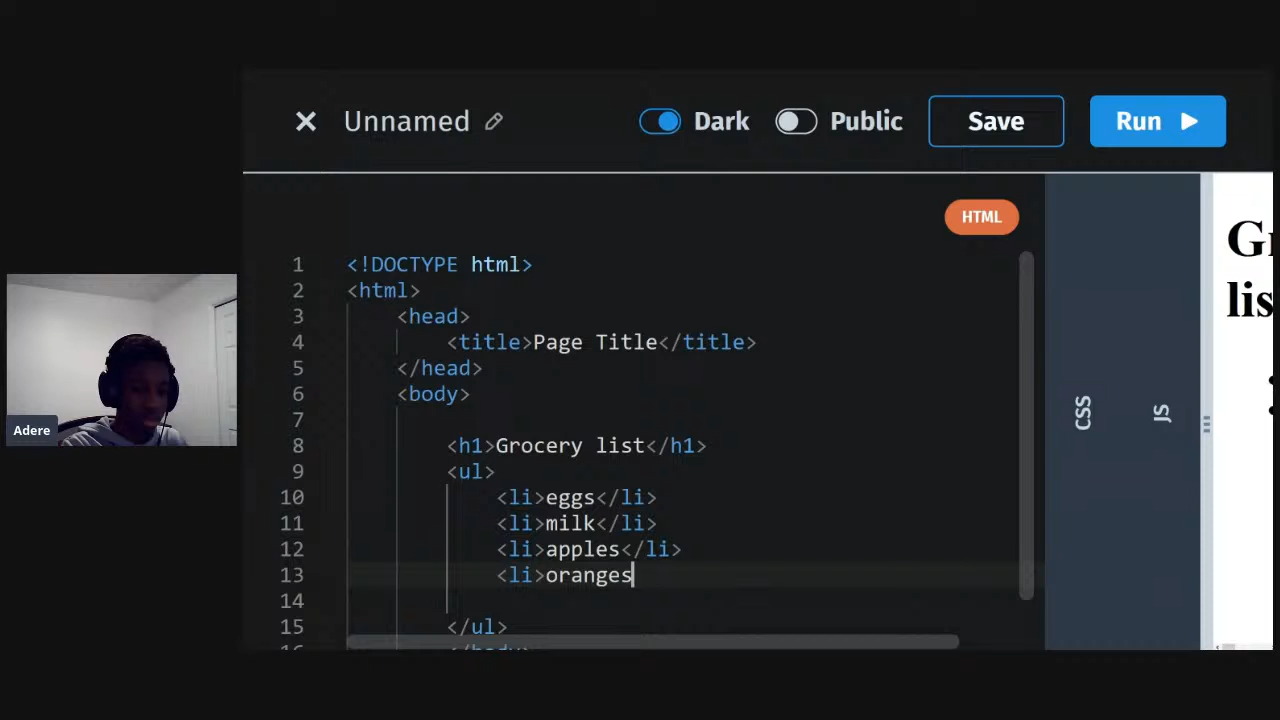 Unnamed Dark Public Save Run
HTML
1 <!DOCTYPE html>
2 <html>
3 <head>
4 <title>Page Title</title>
5 </head>
6 <body>
7
8 <h1>Grocery list</h1>
9 <ul>
10 <li>eggs</li>
11 <li>milk</li>
12 <li>apples</li>
13 <li>oranges
14
15 </ul>
16 </body>
CSS
JS
Adere